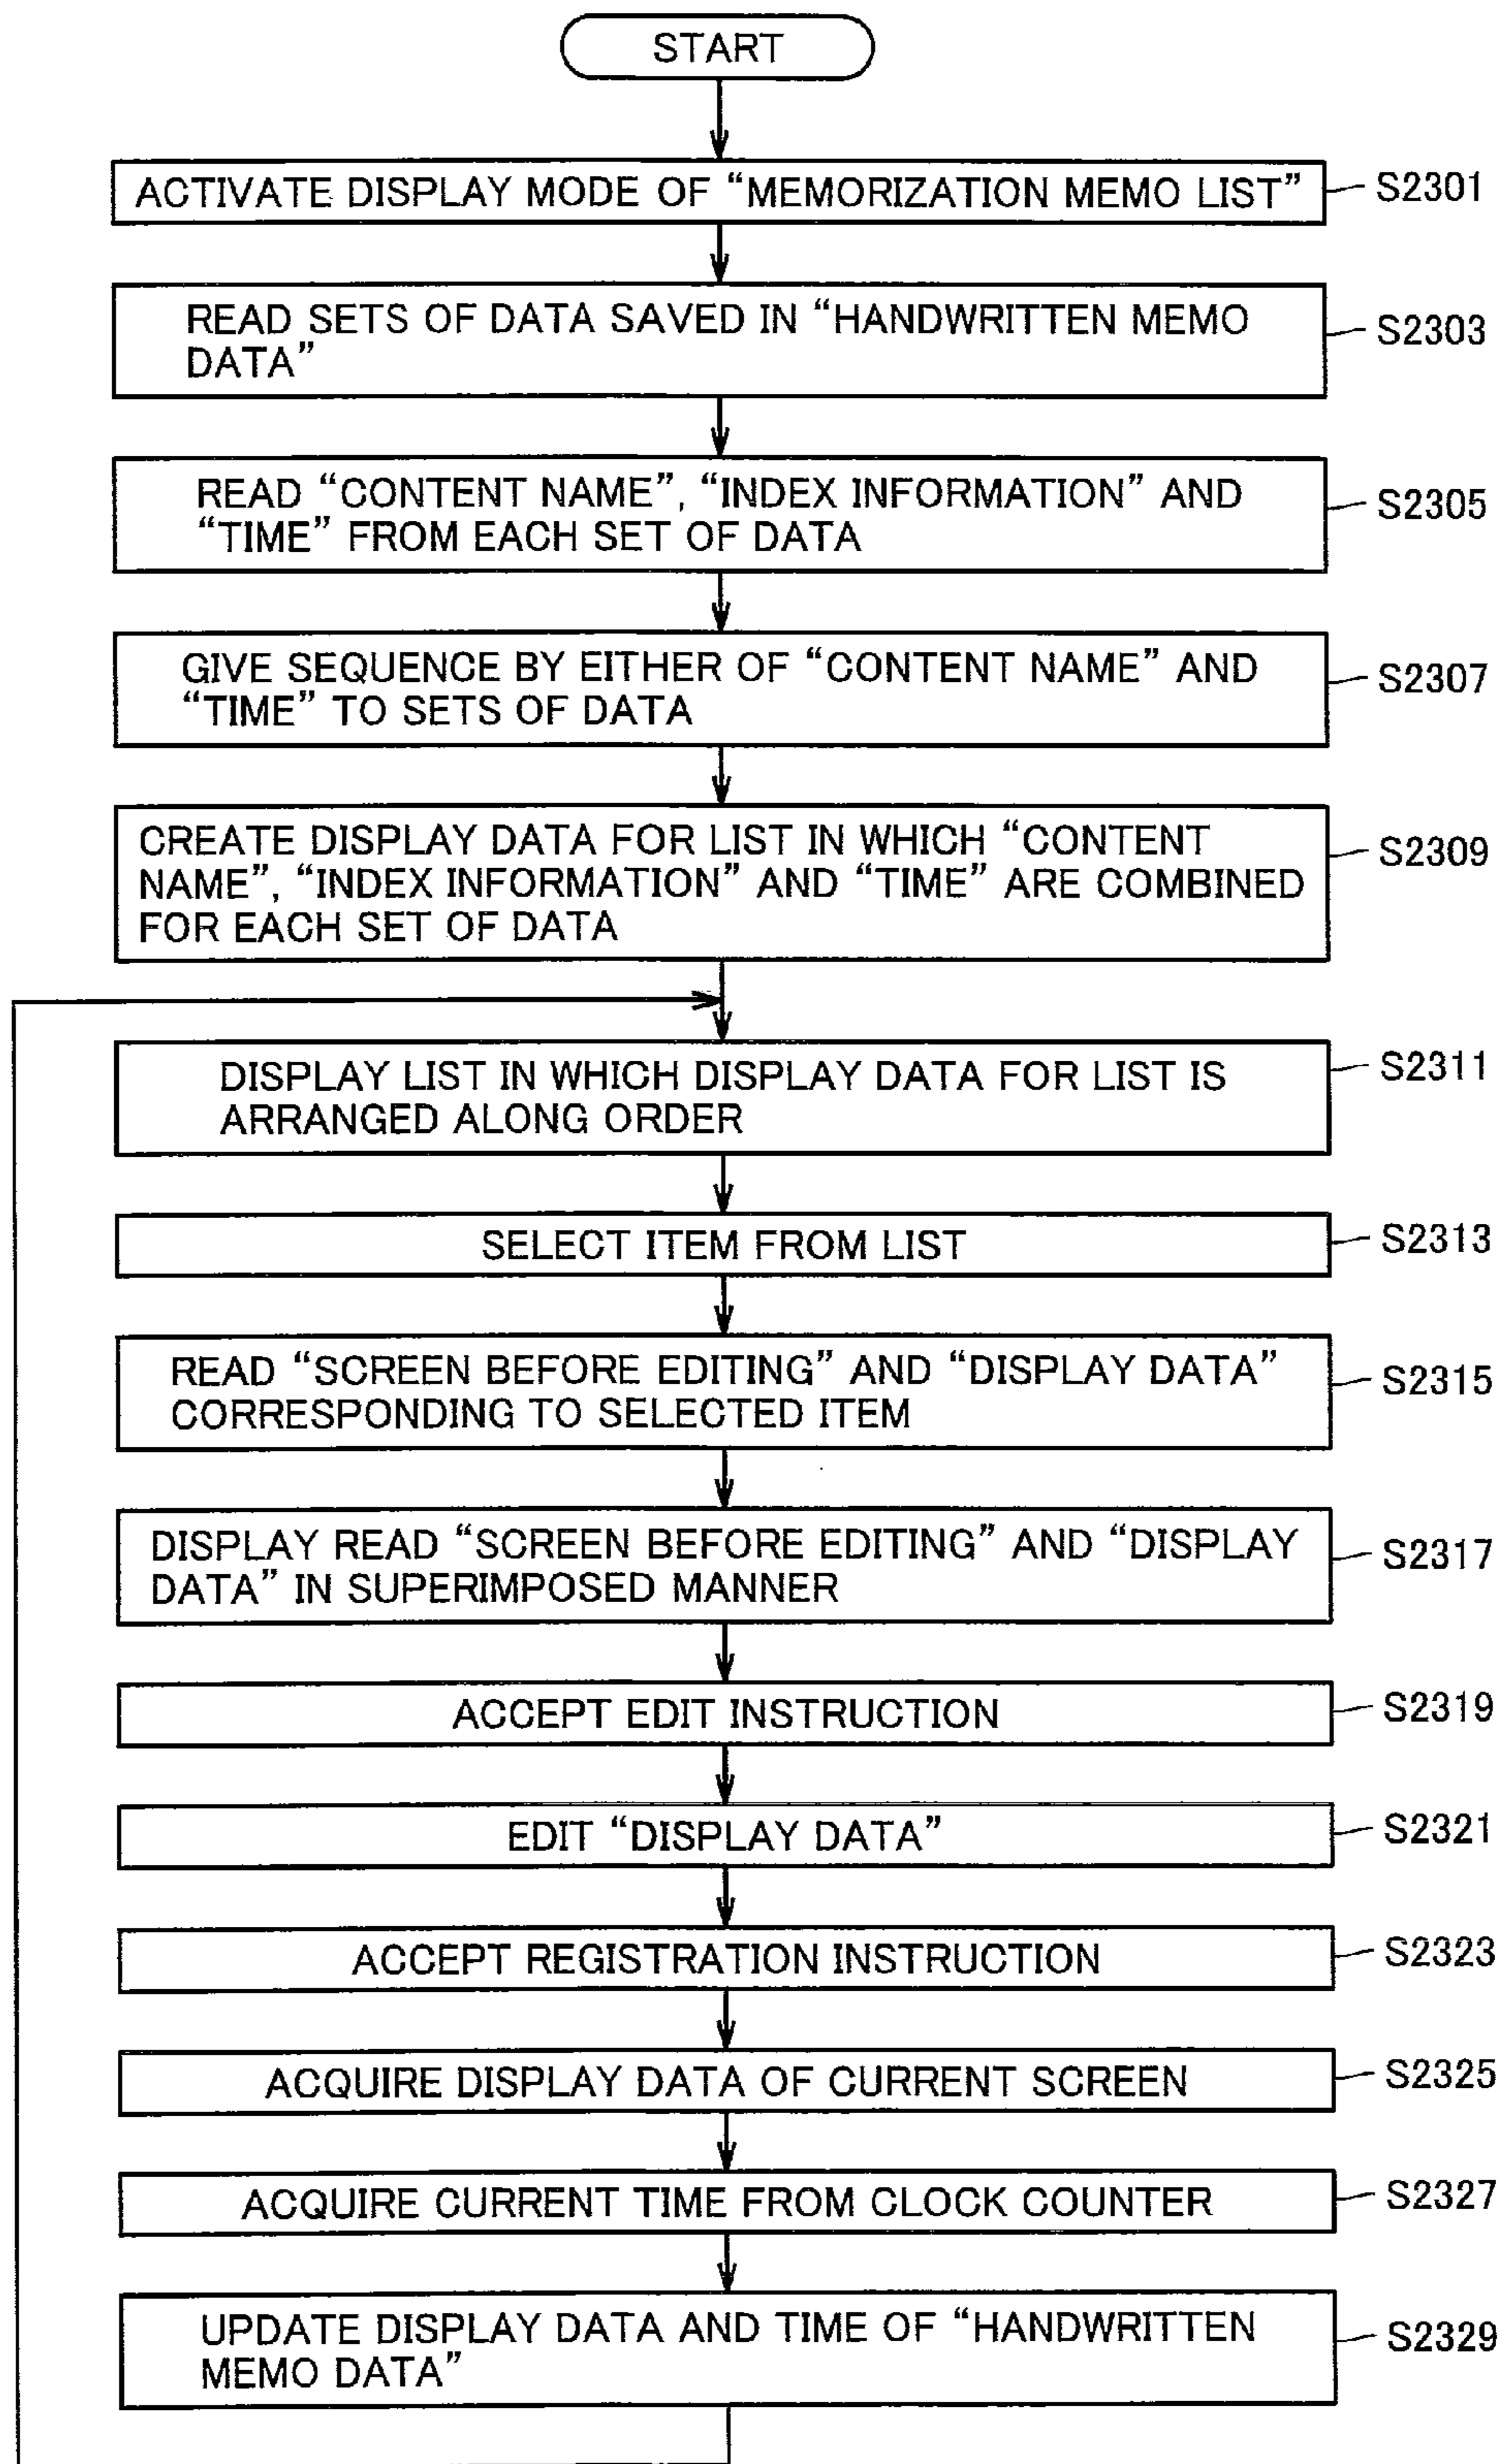 START
ACTIVATE DISPLAY MODE OF “MEMORIZATION MEMO LIST”
S2301
READ SETS OF DATA SAVED IN “HANDWRITTEN MEMO
DATA”
S2303
READ “CONTENT NAME”, “INDEX INFORMATION” AND
“TIME” FROM EACH SET OF DATA
S2305
GIVE SEQUENCE BY EITHER OF “CONTENT NAME” AND
“TIME” TO SETS OF DATA
S2307
CREATE DISPLAY DATA FOR LIST IN WHICH “CONTENT
NAME”, “INDEX INFORMATION” AND “TIME” ARE COMBINED
FOR EACH SET OF DATA
S2309
DISPLAY LIST IN WHICH DISPLAY DATA FOR LIST IS
ARRANGED ALONG ORDER
S2311
SELECT ITEM FROM LIST
S2313
READ “SCREEN BEFORE EDITING” AND “DISPLAY DATA”
CORRESPONDING TO SELECTED ITEM
S2315
DISPLAY READ “SCREEN BEFORE EDITING” AND “DISPLAY
DATA” IN SUPERIMPOSED MANNER
S2317
ACCEPT EDIT INSTRUCTION
S2319
EDIT “DISPLAY DATA”
S2321
ACCEPT REGISTRATION INSTRUCTION
S2323
ACQUIRE DISPLAY DATA OF CURRENT SCREEN
S2325
ACQUIRE CURRENT TIME FROM CLOCK COUNTER
S2327
UPDATE DISPLAY DATA AND TIME OF “HANDWRITTEN
MEMO DATA”
S2329